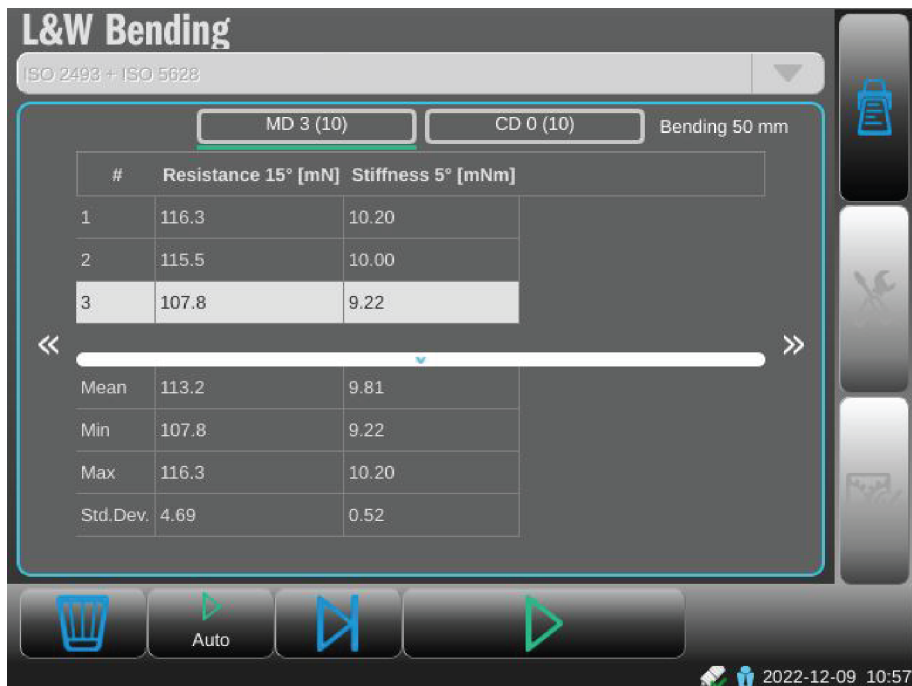 L&W Bending
ISO 2493 + ISO 5628
MD 3 (10) CD 0 (10) Bending 50 mm
# Resistance 15° [mN] Stiffness 5° [mNm]
1 116.3 10.20
2 115.5 10.00
3 107.8 9.22
« »
Mean 113.2 9.81
Min 107.8 9.22
Max 116.3 10.20
Std.Dev. 4.69 0.52
Auto
2022-12-09 10:57